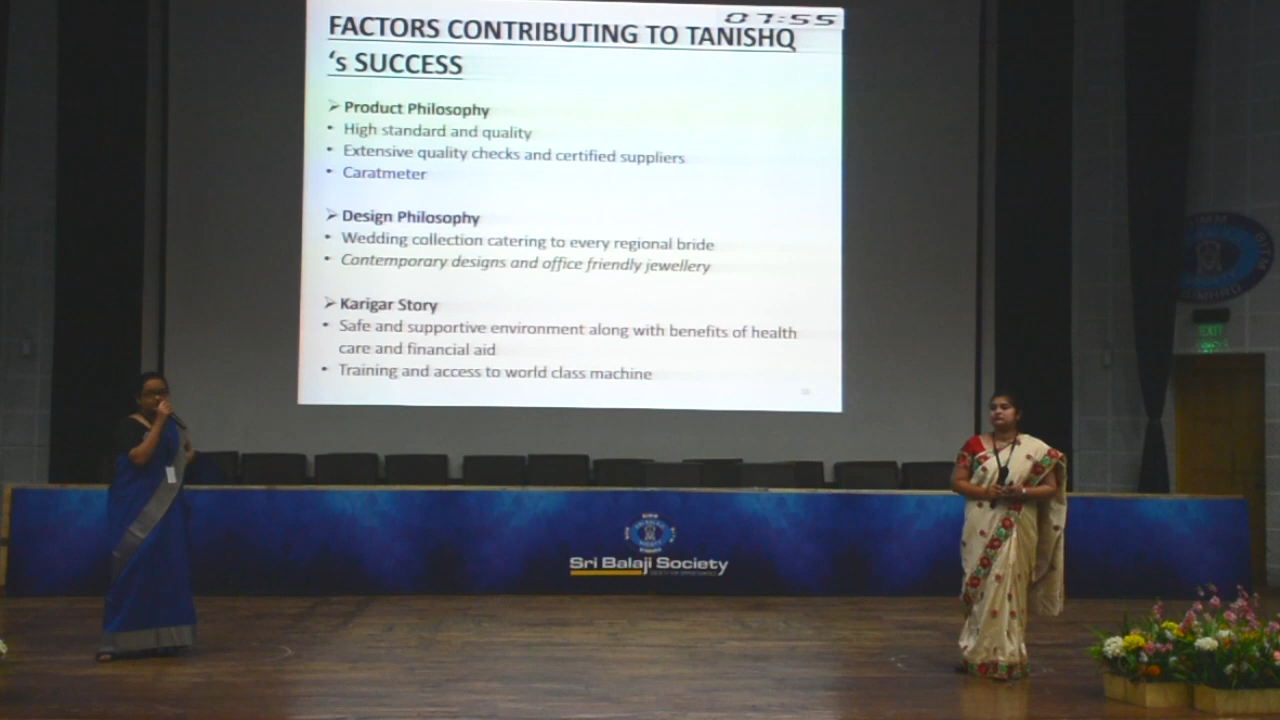 07:55
FACTORS CONTRIBUTING TO TANISHQ
‘s SUCCESS
➢ Product Philosophy
• High standard and quality
• Extensive quality checks and certified suppliers
• Caratmeter
➢ Design Philosophy
• Wedding collection catering to every regional bride
• Contemporary designs and office friendly jewellery
➢ Karigar Story
• Safe and supportive environment along with benefits of health
care and financial aid
• Training and access to world class machine
EXIT
Sri Balaji Society